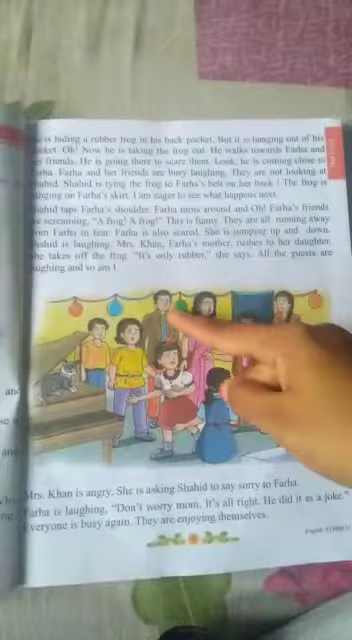 is hiding a rubber frog in his back pocket. But it is hanging out of his
pocket. Oh! Now he is taking the frog out. He walks towards Farha and
friends. He is going there to scare them. Look, he is coming close to
Farha. Farha and her friends are busy laughing. They are not looking at
Shahid. Shahid is tying the frog to Farha's belt on her back ! The frog is
hanging on Farha's skirt. I am eager to see what happens next.
Shahid taps Farha's shoulder. Farha turns around and Oh! Farha's friends
are screaming, "A frog! A frog!" This is funny. They are all running away
from Farha in fear. Farha is also scared. She is jumping up and down.
Shahid is laughing. Mrs. Khan, Farha's mother, rushes to her daughter.
She takes off the frog. "It's only rubber," she says. All the guests are
laughing and so am I
Mrs. Khan is angry. She is asking Shahid to say sorry to Farha.
Farha is laughing, "Don't worry mom. It's all right. He did it as a joke."
Everyone is busy again. They are enjoying themselves.
and